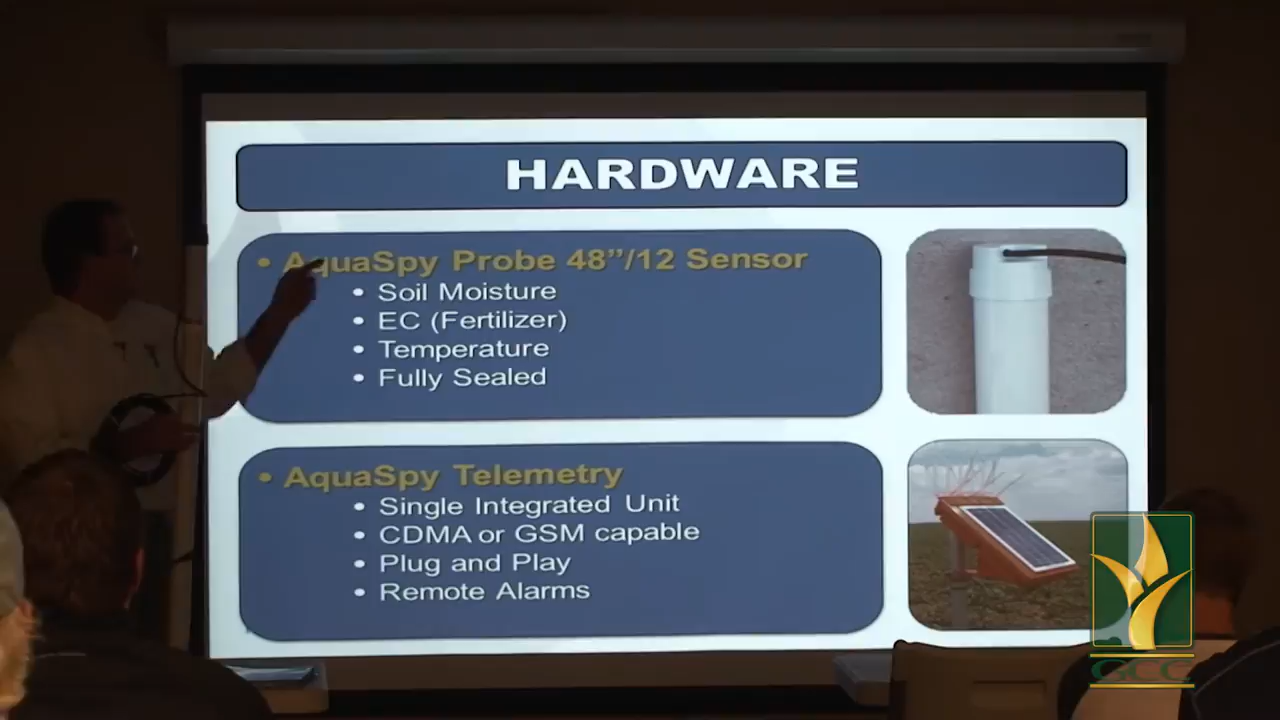 HARDWARE
• AquaSpy Probe 48”/12 Sensor
• Soil Moisture
• EC (Fertilizer)
• Temperature
• Fully Sealed
• AquaSpy Telemetry
• Single Integrated Unit
• CDMA or GSM capable
• Plug and Play
• Remote Alarms
GCC